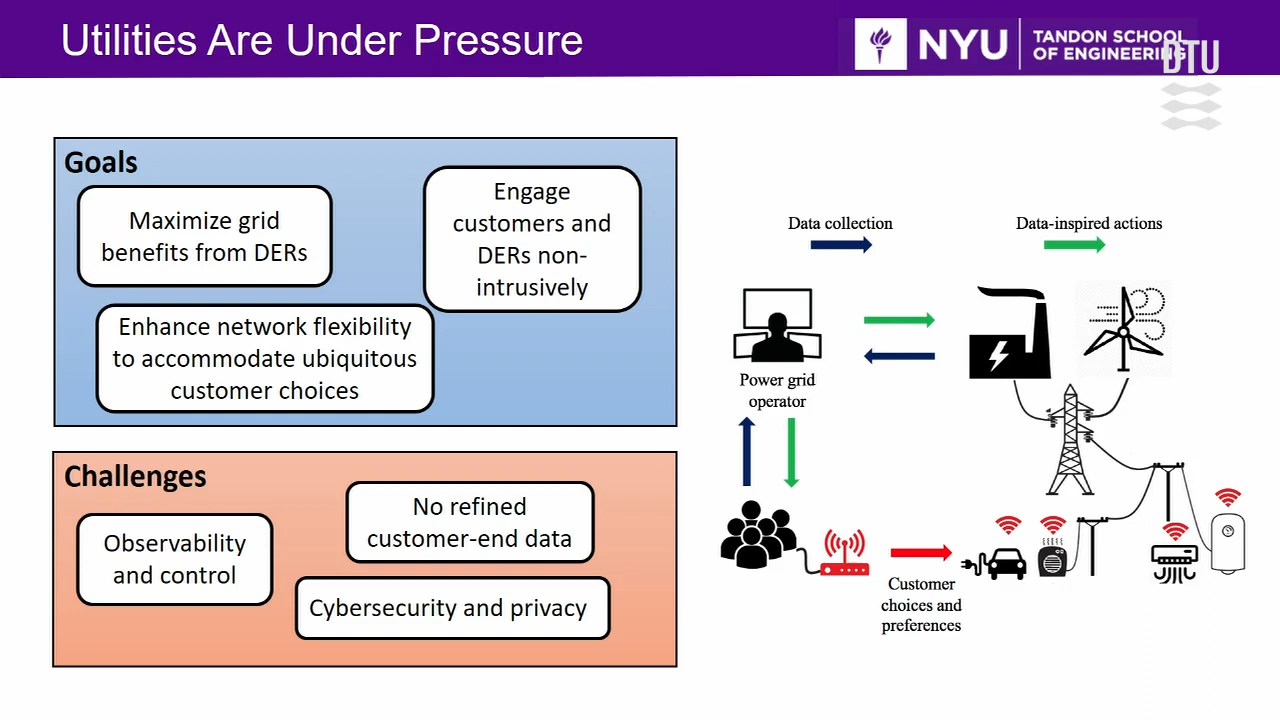 Utilities Are Under Pressure
NYU
TANDON SCHOOL
OF ENGINEERING
DTU
Goals
Maximize grid
benefits from DERs
Engage
customers and
DERs non-
intrusively
Enhance network flexibility
to accommodate ubiquitous
customer choices
Challenges
Observability
and control
No refined
customer-end data
Cybersecurity and privacy
Data collection
Data-inspired actions
Power grid
operator
Customer
choices and
preferences